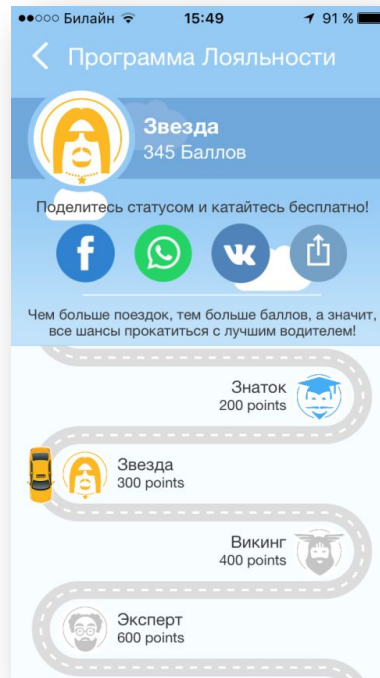 Билайн 15:49 91 %
Программа Лояльности
Звезда
345 Баллов
Поделитесь статусом и катайтесь бесплатно!
Чем больше поездок, тем больше баллов, а значит,
все шансы прокатиться с лучшим водителем!
Знаток
200 points
Звезда
300 points
Викинг
400 points
Эксперт
600 points